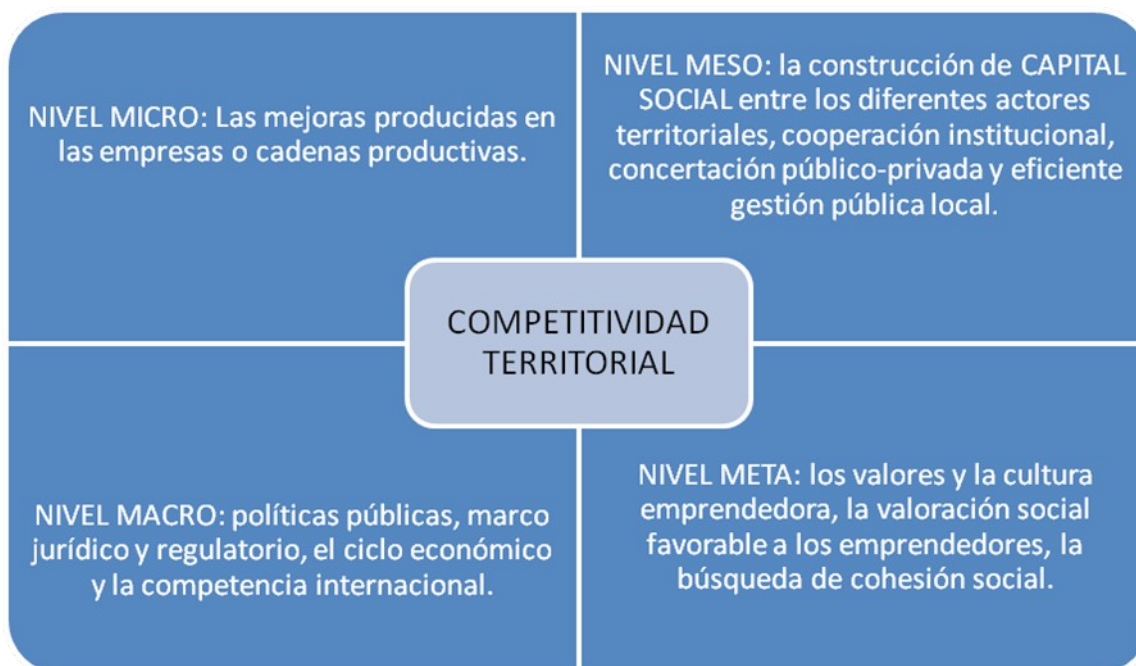 NIVEL MICRO: Las mejoras producidas en
las empresas o cadenas productivas.
NIVEL MESO: la construcción de CAPITAL
SOCIAL entre los diferentes actores
territoriales, cooperación institucional,
concertación público-privada y eficiente
gestión pública local.
COMPETITIVIDAD
TERRITORIAL
NIVEL MACRO: políticas públicas, marco
jurídico y regulatorio, el ciclo económico
y la competencia internacional.
NIVEL META: los valores y la cultura
emprendedora, la valoración social
favorable a los emprendedores, la
búsqueda de cohesión social.